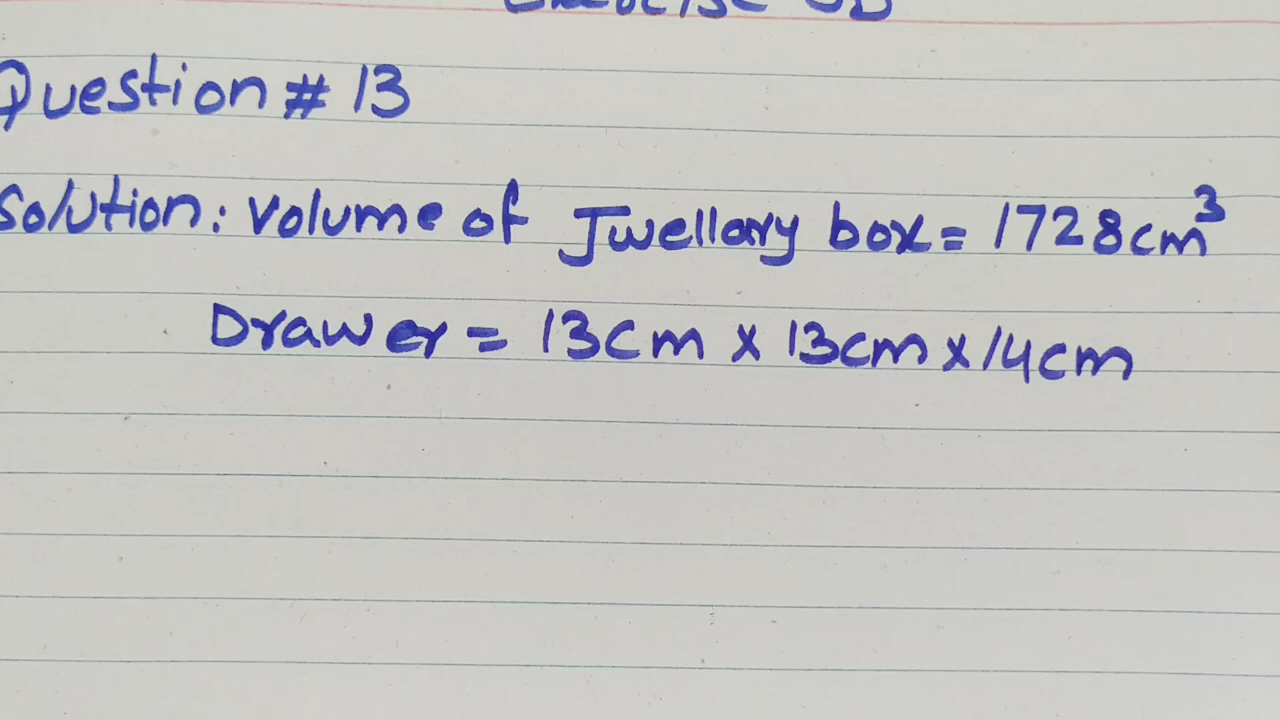 Question # 13
Solution: Volume of Jwellary box = 1728cm³
Drawer = 13cm x 13cm x 14cm